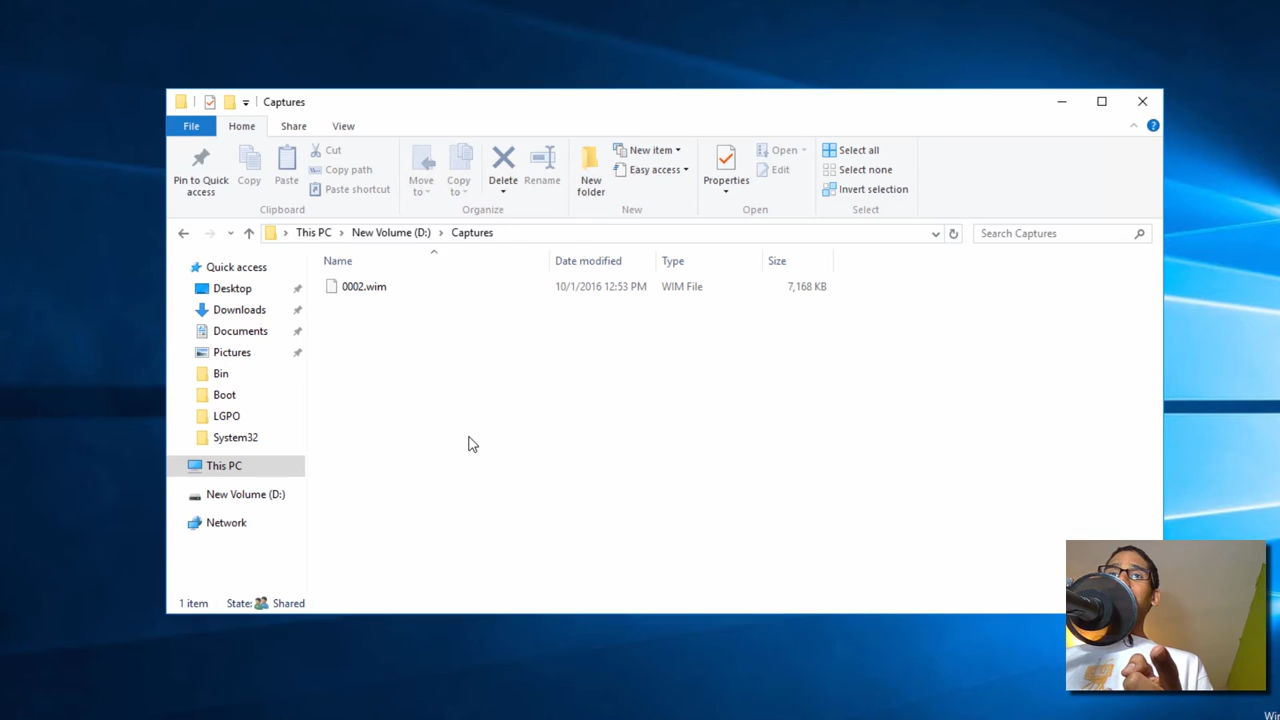 Captures
File Home Share View
Pin to Quick access
Copy
Paste
Cut
Copy path
Paste shortcut
Move to
Copy to
Delete
Rename
New folder
New item
Easy access
Properties
Open
Edit
Select all
Select none
Invert selection
Clipboard Organize New Open Select
This PC New Volume (D:) Captures
Search Captures
Name Date modified Type Size
0002.wim 10/1/2016 12:53 PM WIM File 7,168 KB
Quick access
Desktop
Downloads
Documents
Pictures
Bin
Boot
LGPO
System32
This PC
New Volume (D:)
Network
1 item State: Shared